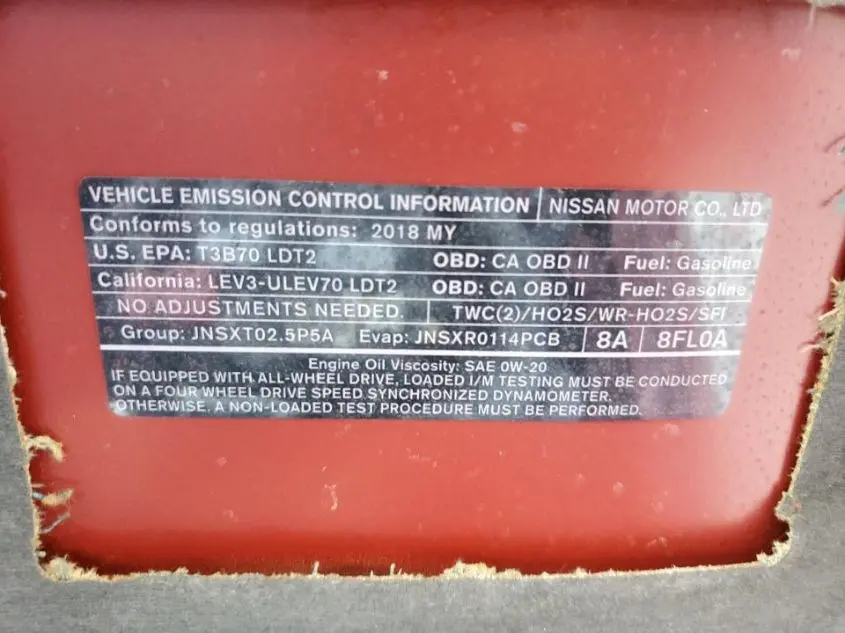 VEHICLE EMISSION CONTROL INFORMATION NISSAN MOTOR CO., LTD
Conforms to regulations: 2018 MY
U.S. EPA: T3B70 LDT2 OBD: CA OBD II Fuel: Gasoline
California: LEV3-ULEV70 LDT2 OBD: CA OBD II Fuel: Gasoline
NO ADJUSTMENTS NEEDED. TWC(2)/HO2S/WR-HO2S/SFI
Group: JNSXT02.5P5A Evap: JNSXR0114PCB 8A 8FL0A
Engine Oil Viscosity: SAE 0W-20
IF EQUIPPED WITH ALL-WHEEL DRIVE, LOADED I/M TESTING MUST BE CONDUCTED
ON A FOUR WHEEL DRIVE SPEED SYNCHRONIZED DYNAMOMETER.
OTHERWISE, A NON-LOADED TEST PROCEDURE MUST BE PERFORMED.